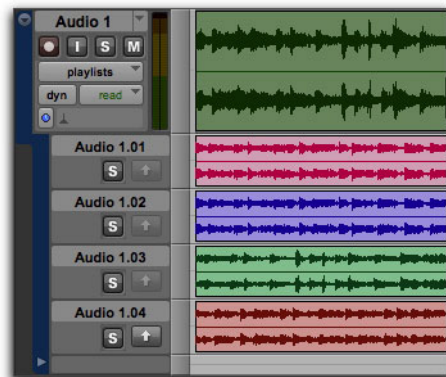 Audio 1
I S M
playlists
dyn read
Audio 1.01
S
Audio 1.02
S
Audio 1.03
S
Audio 1.04
S